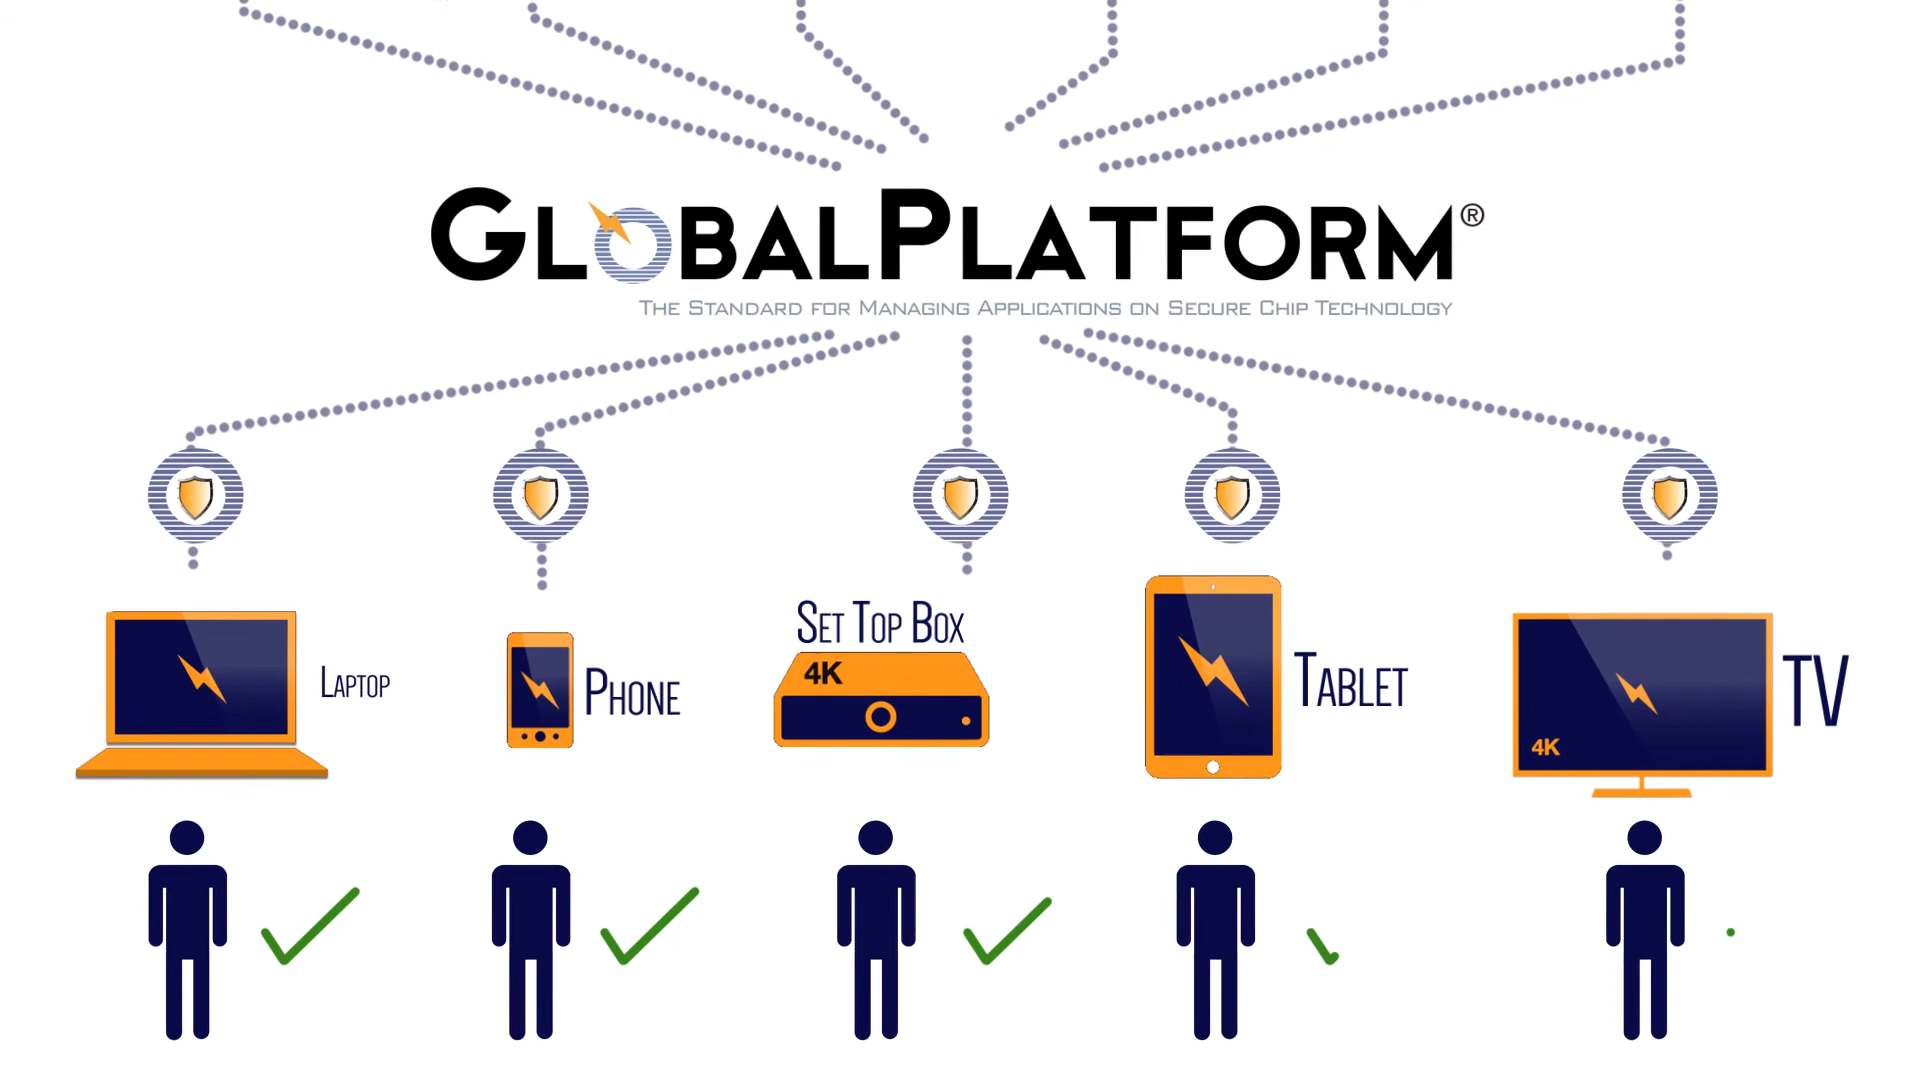 GLOBALPLATFORM®
THE STANDARD FOR MANAGING APPLICATIONS ON SECURE CHIP TECHNOLOGY
SET TOP BOX
4K
LAPTOP
PHONE
TABLET
TV
4K